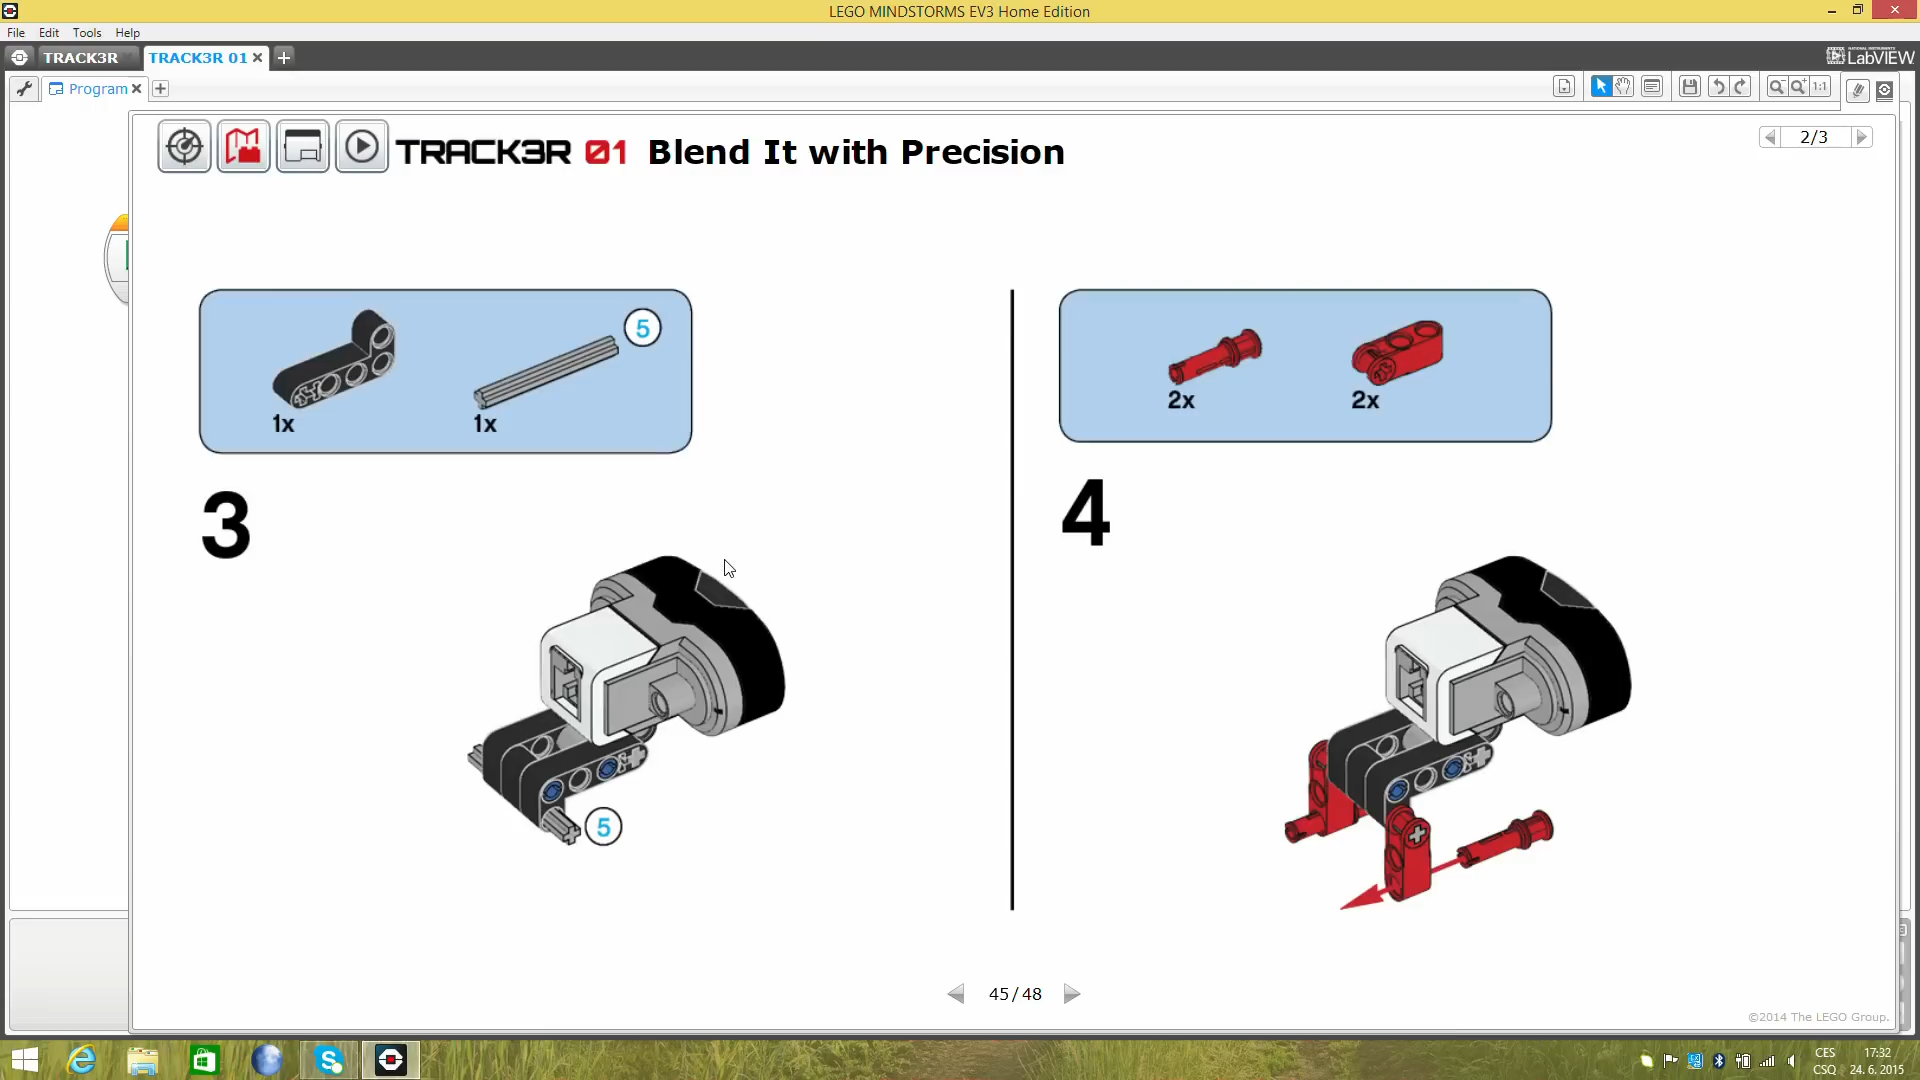 LEGO MINDSTORMS EV3 Home Edition
File Edit Tools Help
TRACK3R TRACK3R 01
LabVIEW
Program
1:1
TRACK3R 01 Blend It with Precision
2/3
5
1x 1x
2x 2x
3
4
5
45 / 48
©2014 The LEGO Group.
CES 17:32
CSQ 24. 6. 2015